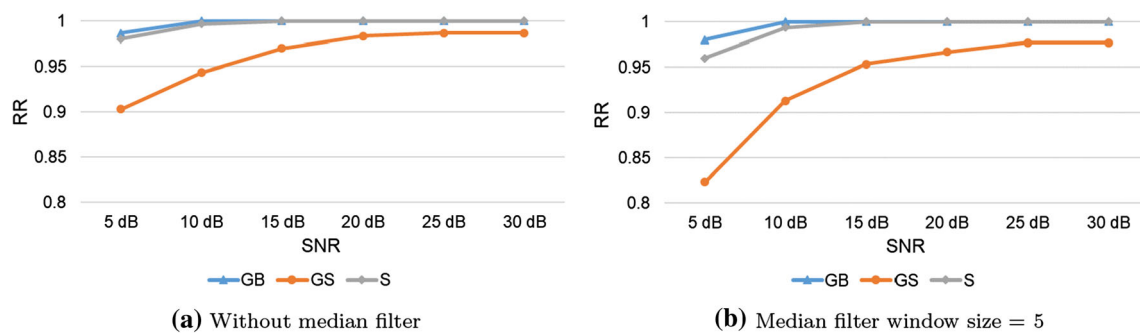 1
0.95
0.9
0.85
0.8
RR
5 dB 10 dB 15 dB 20 dB 25 dB 30 dB
SNR
GB GS S
(a) Without median filter
1
0.95
0.9
0.85
0.8
RR
5 dB 10 dB 15 dB 20 dB 25 dB 30 dB
SNR
GB GS S
(b) Median filter window size = 5